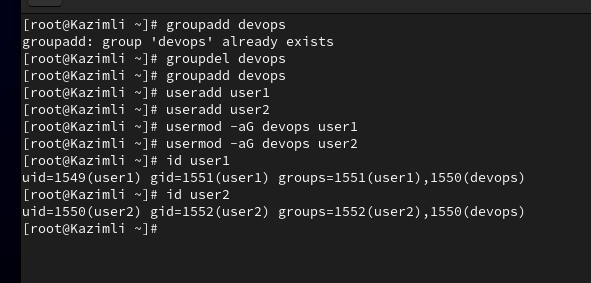 [root@Kazimli ~]# groupadd devops
groupadd: group 'devops' already exists
[root@Kazimli ~]# groupdel devops
[root@Kazimli ~]# groupadd devops
[root@Kazimli ~]# useradd user1
[root@Kazimli ~]# useradd user2
[root@Kazimli ~]# usermod -aG devops user1
[root@Kazimli ~]# usermod -aG devops user2
[root@Kazimli ~]# id user1
uid=1549(user1) gid=1551(user1) groups=1551(user1),1550(devops)
[root@Kazimli ~]# id user2
uid=1550(user2) gid=1552(user2) groups=1552(user2),1550(devops)
[root@Kazimli ~]#